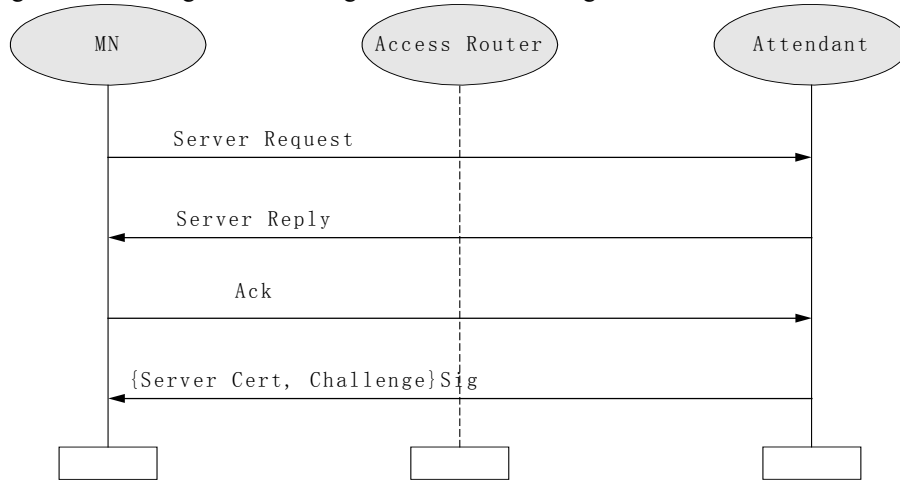 MN
Access Router
Attendant
Server Request
Server Reply
Ack
{Server Cert, Challenge}Sig